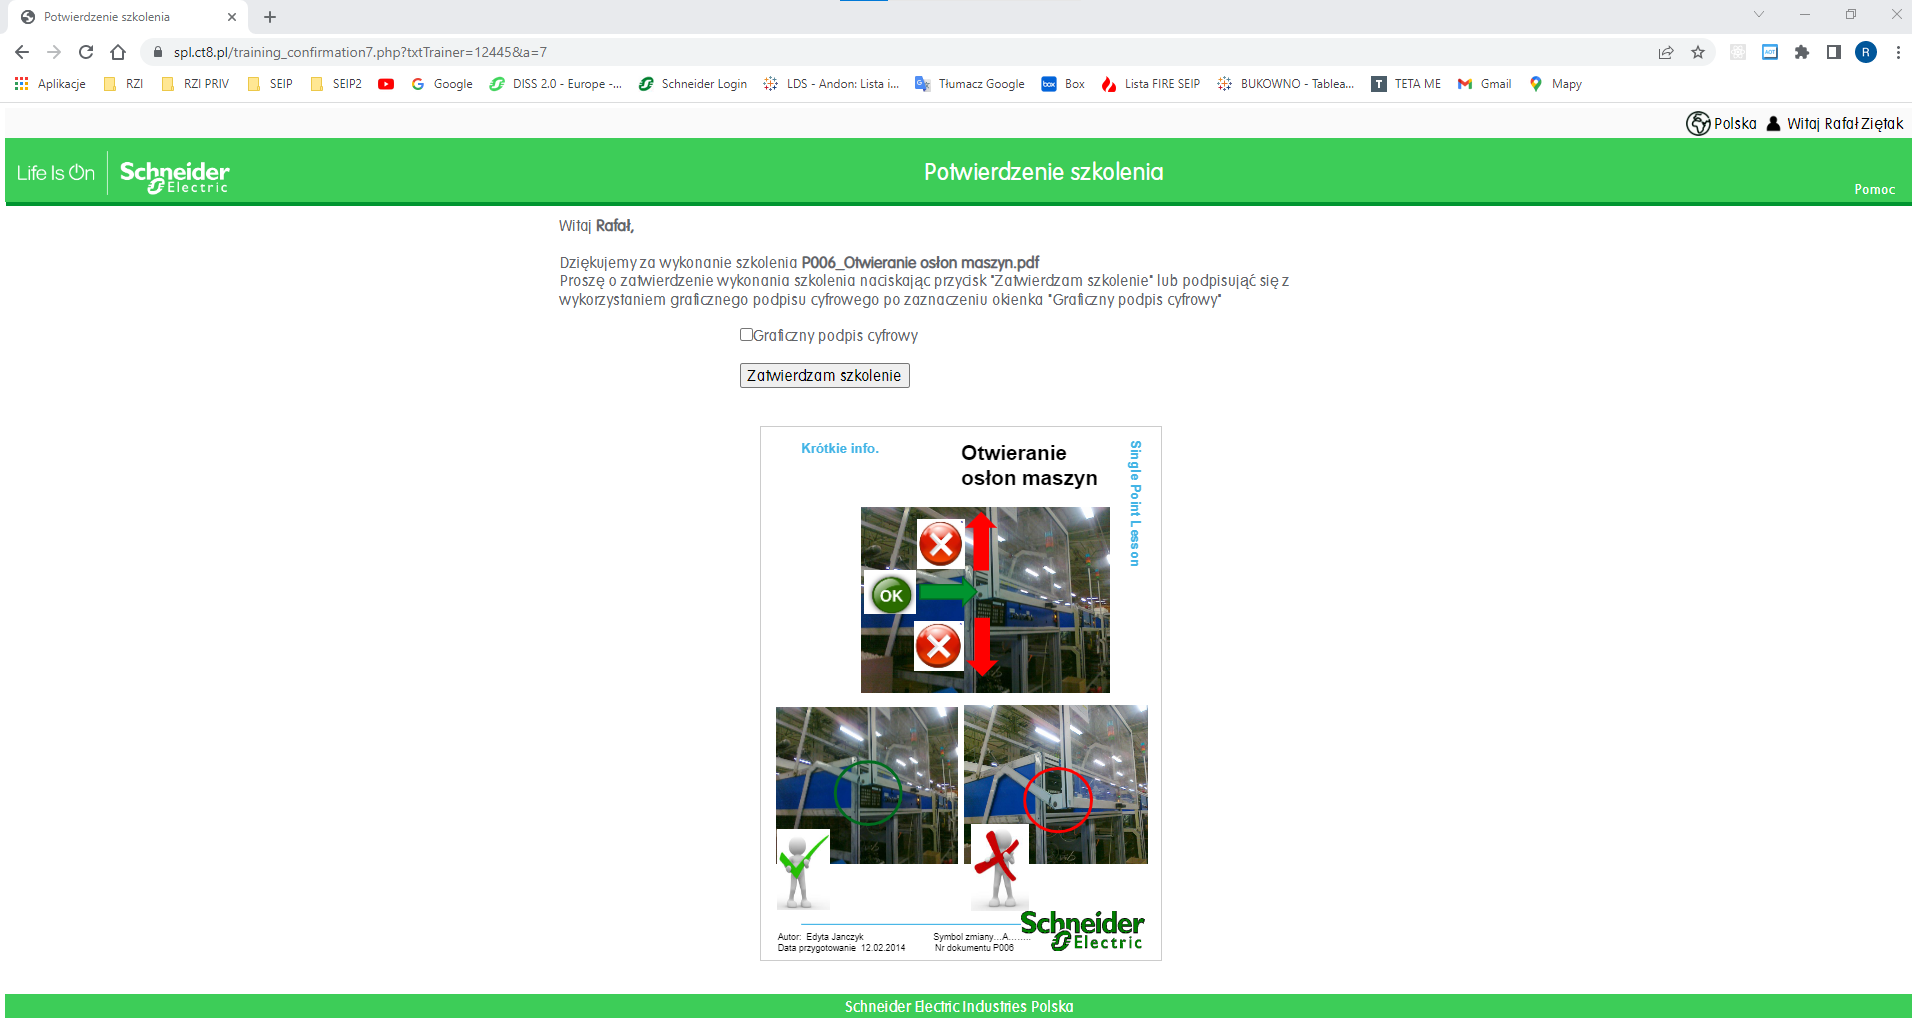 Potwierdzenie szkolenia
spl.ct8.pl/training_confirmation7.php?txtTrainer=12445&a=7
R
Aplikacje RZI RZI PRIV SEIP SEIP2 Google DISS 2.0 - Europe -... Schneider Login LDS - Andon: Lista i... Tłumacz Google box Box Lista FIRE SEIP BUKOWNO - Tablea... T TETA ME Gmail Mapy
Polska Witaj Rafał Ziętak
Life Is On Schneider Electric
Potwierdzenie szkolenia
Pomoc
Witaj Rafał,
Dziękujemy za wykonanie szkolenia P006_Otwieranie osłon maszyn.pdf
Proszę o zatwierdzenie wykonania szkolenia naciskając przycisk "Zatwierdzam szkolenie" lub podpisująć się z
wykorzystaniem graficznego podpisu cyfrowego po zaznaczeniu okienka "Graficzny podpis cyfrowy"
Graficzny podpis cyfrowy
Zatwierdzam szkolenie
Krótkie info.
Otwieranie
osłon maszyn
Single Point Lesson
OK
Schneider
Electric
Autor: Edyta Janczyk Symbol zmiany...A........
Data przygotowanie 12.02.2014 Nr dokumentu P006
Schneider Electric Industries Polska